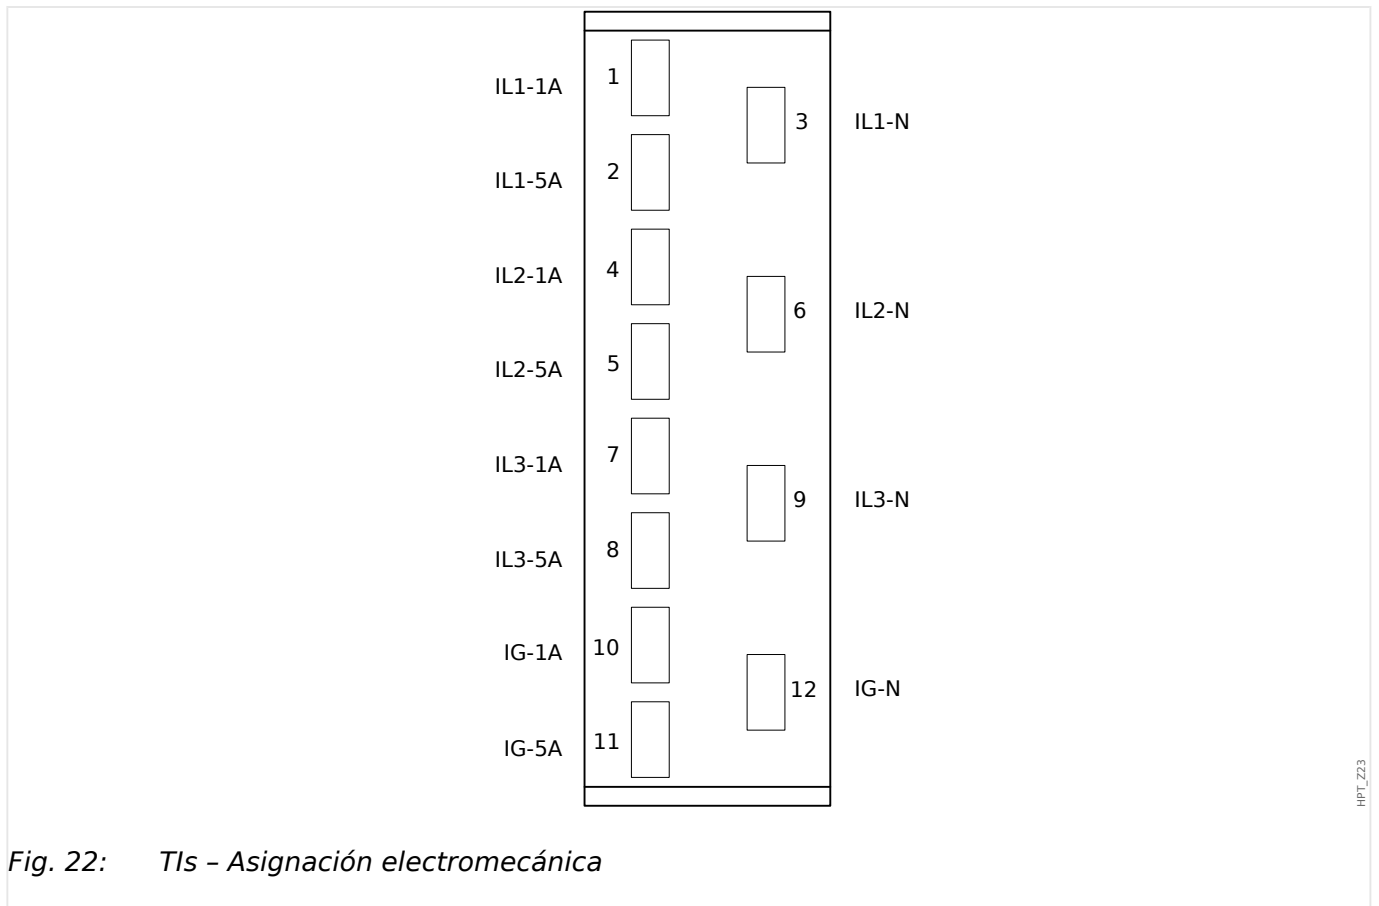 IL1-1A 1
3 IL1-N
IL1-5A 2
IL2-1A 4
6 IL2-N
IL2-5A 5
IL3-1A 7
9 IL3-N
IL3-5A 8
IG-1A 10
12 IG-N
IG-5A 11
HPT_Z23
Fig. 22: TIs – Asignación electromecánica